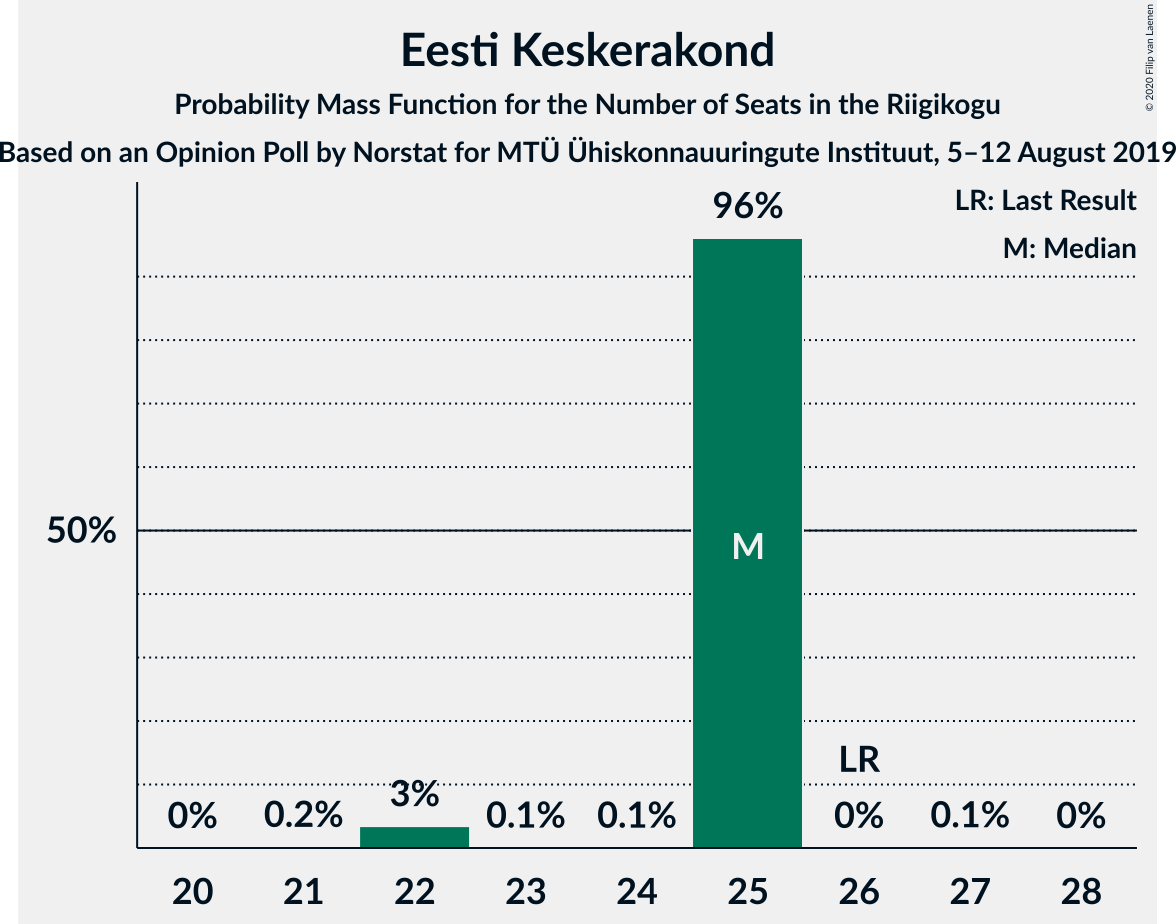 Eesti Keskerakond
Probability Mass Function for the Number of Seats in the Riigikogu
Based on an Opinion Poll by Norstat for MTÜ Ühiskonnauuringute Instituut, 5–12 August 2019
© 2020 Filip van Laenen
LR: Last Result
M: Median
96%
50%
M
LR
0% 0.2% 3% 0.1% 0.1% 0% 0.1% 0%
20 21 22 23 24 25 26 27 28